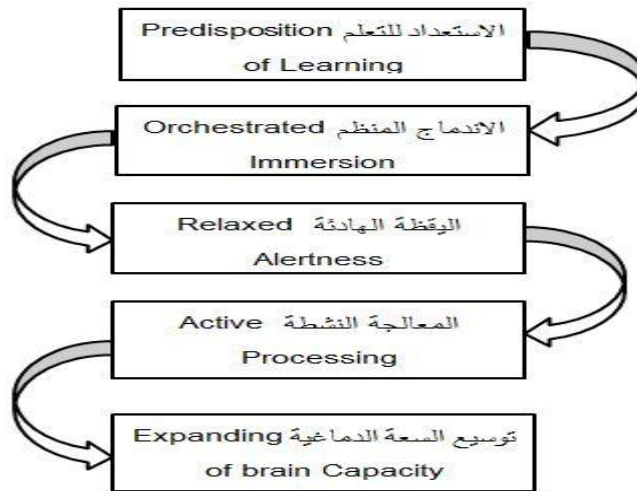 الاستعداد للتعلم Predisposition
of Learning
الاندماج المنظم Orchestrated
Immersion
اليقظة الهادئة Relaxed
Alertness
المعالجة النشطة Active
Processing
توسيع السعة الدماغية Expanding
of brain Capacity